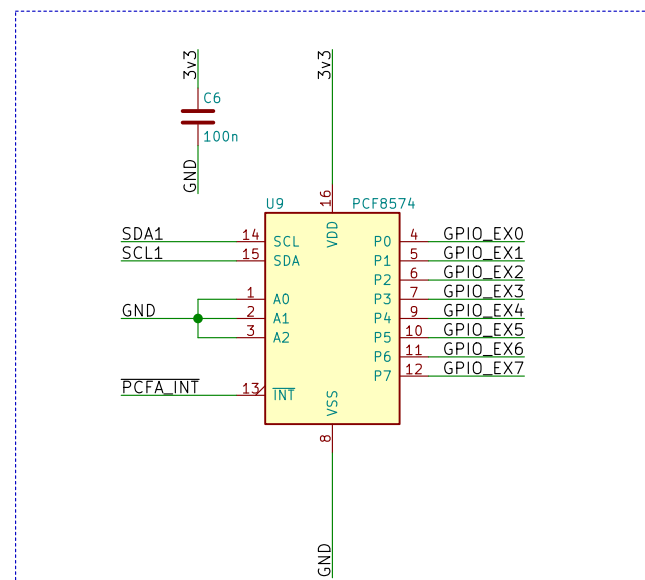 3v3
C6
100n
GND
3v3
16
U9
PCF8574
VDD
SDA1 14 SCL
SCL1 15 SDA
1 A0
GND 2 A1
3 A2
PCFA_INT 13 INT
P0 4 GPIO_EX0
P1 5 GPIO_EX1
P2 6 GPIO_EX2
P3 7 GPIO_EX3
P4 9 GPIO_EX4
P5 10 GPIO_EX5
P6 11 GPIO_EX6
P7 12 GPIO_EX7
VSS
8
GND